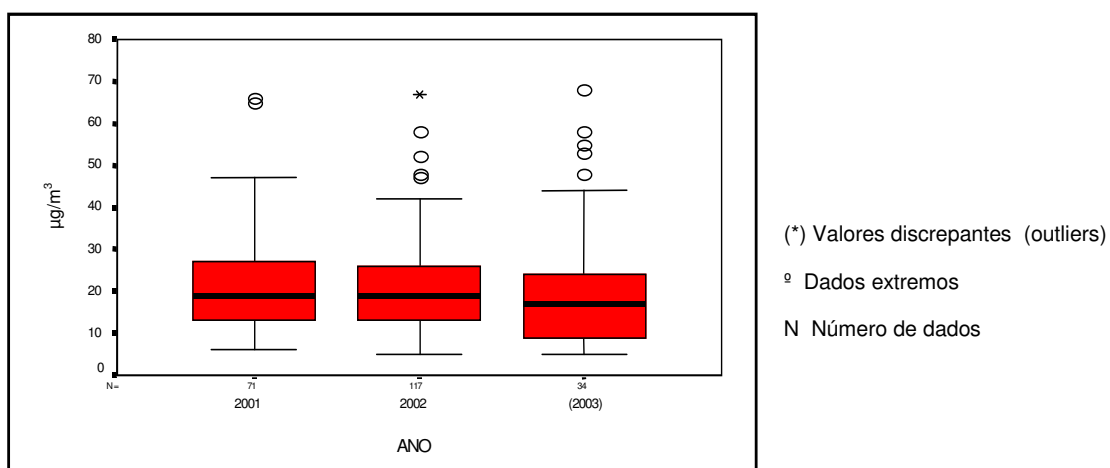 80
70
60
50
40
30
20
10
0
µg/m³
N= 71 117 34
2001 2002 (2003)
ANO
(*) Valores discrepantes (outliers)
º Dados extremos
N Número de dados